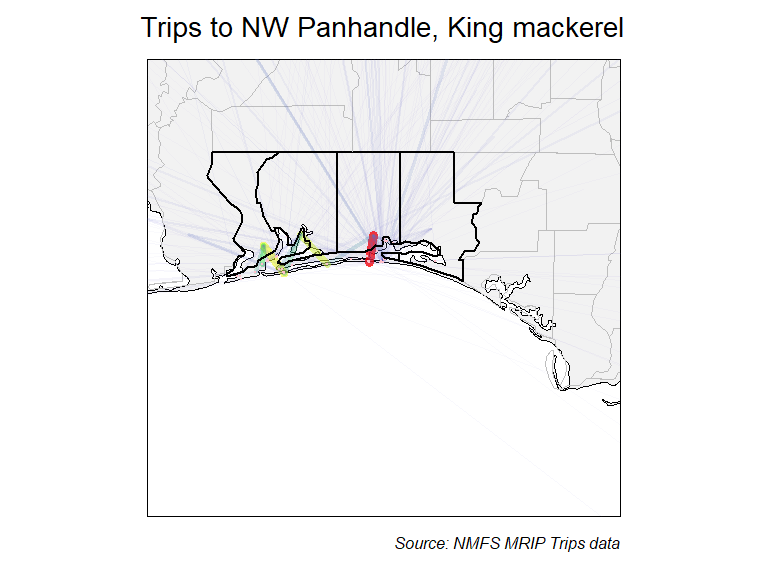 Trips to NW Panhandle, King mackerel
Source: NMFS MRIP Trips data